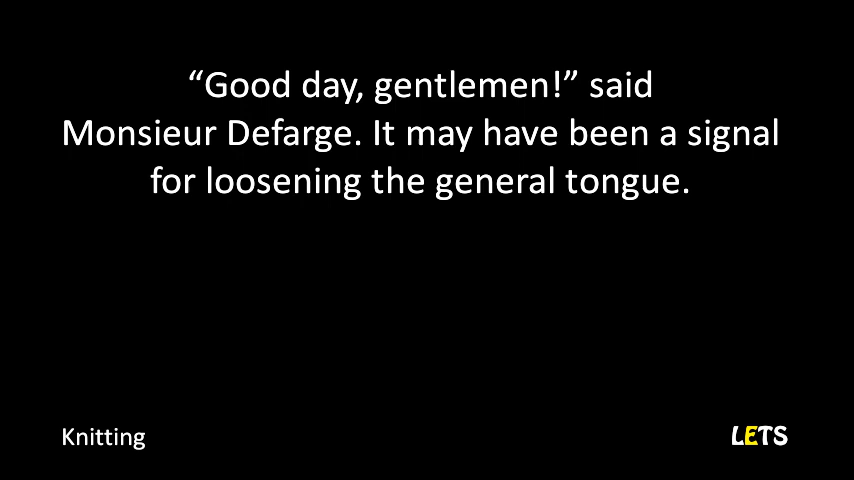 “Good day, gentlemen!” said
Monsieur Defarge. It may have been a signal
for loosening the general tongue.
Knitting
LETS